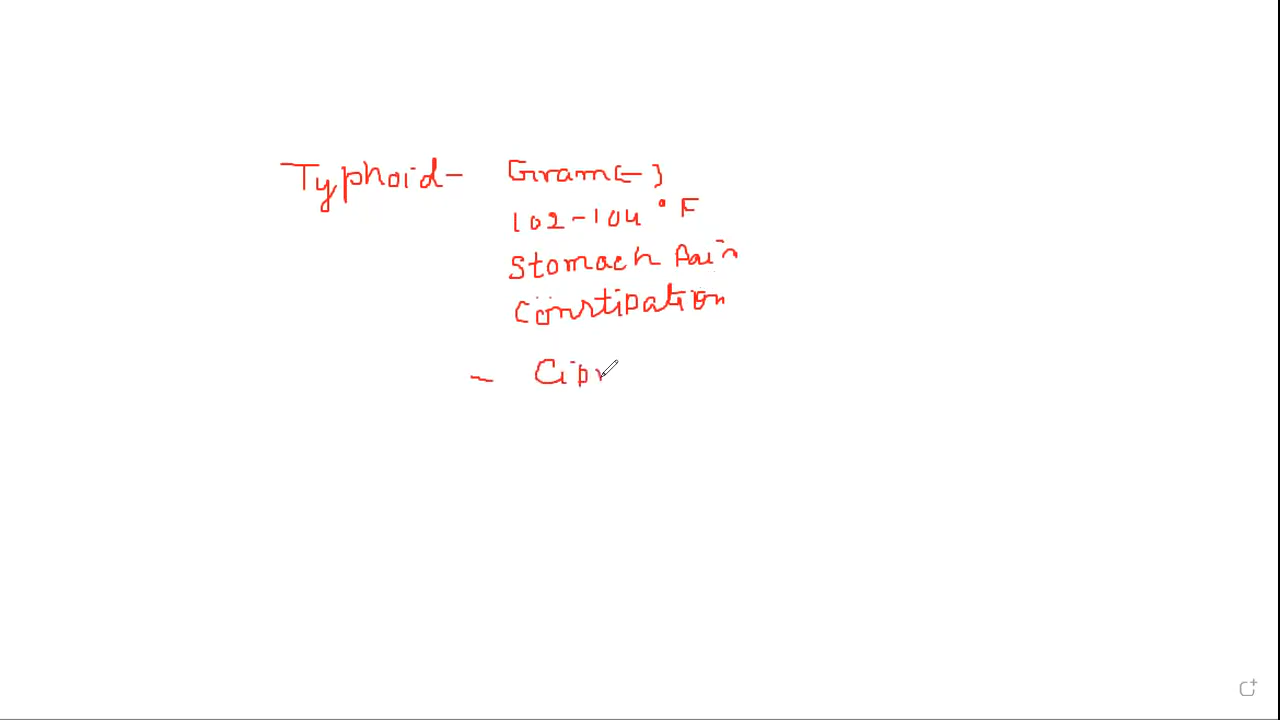 Typhoid - Gram(-)
102-104°F
Stomach Pain
Constipation
- Cipr